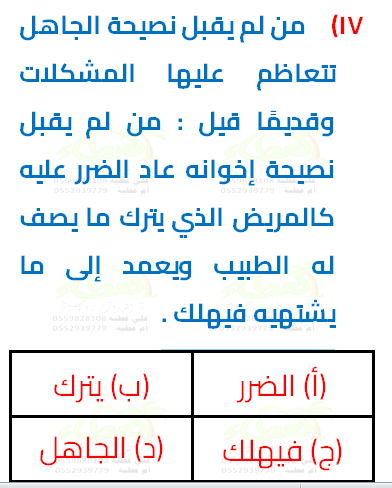 ١٧) من لم يقبل نصيحة الجاهل
تتعاظم عليها المشكلات
وقديمًا قيل : من لم يقبل
نصيحة إخوانه عاد الضرر عليه
كالمريض الذي يترك ما يصف
له الطبيب ويعمد إلى ما
يشتهيه فيهلك .
(أ) الضرر (ب) يترك
(ج) فيهلك (د) الجاهل